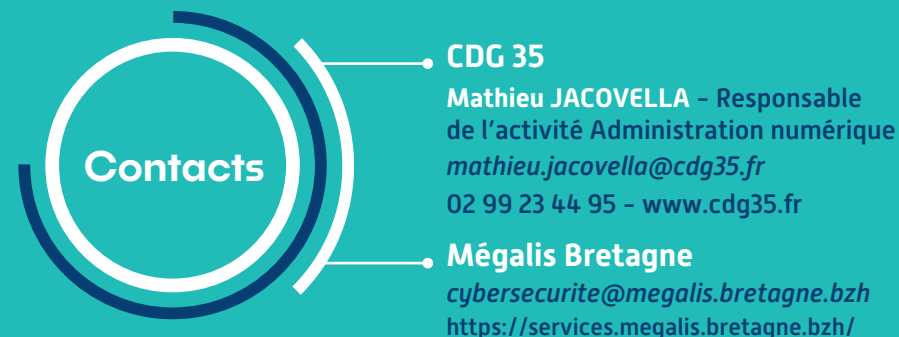 Contacts
CDG 35
Mathieu JACOVELLA - Responsable
de l'activité Administration numérique
mathieu.jacovella@cdg35.fr
02 99 23 44 95 - www.cdg35.fr
Mégalis Bretagne
cybersecurite@megalis.bretagne.bzh
https://services.megalis.bretagne.bzh/